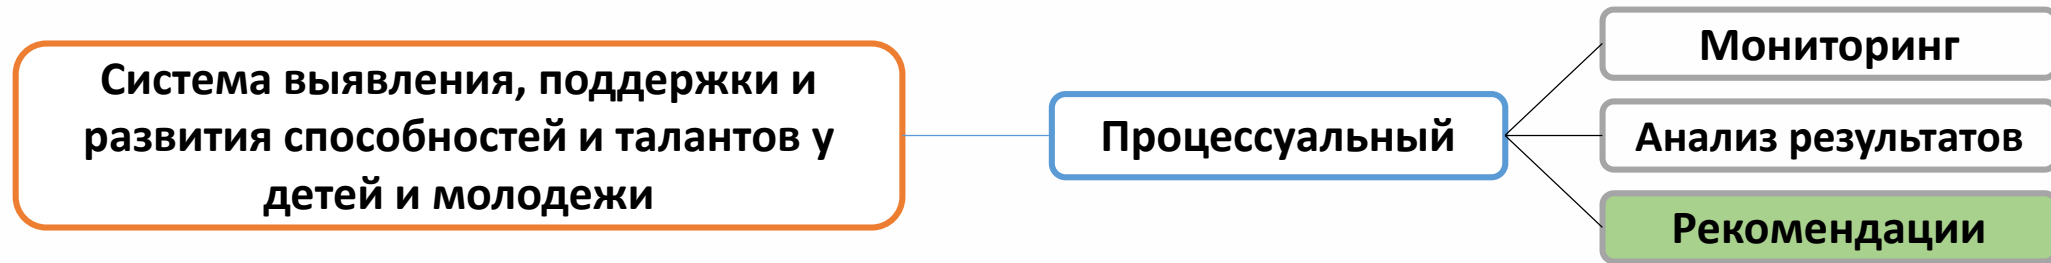 Система выявления, поддержки и
развития способностей и талантов у
детей и молодежи
Процессуальный
Мониторинг
Анализ результатов
Рекомендации